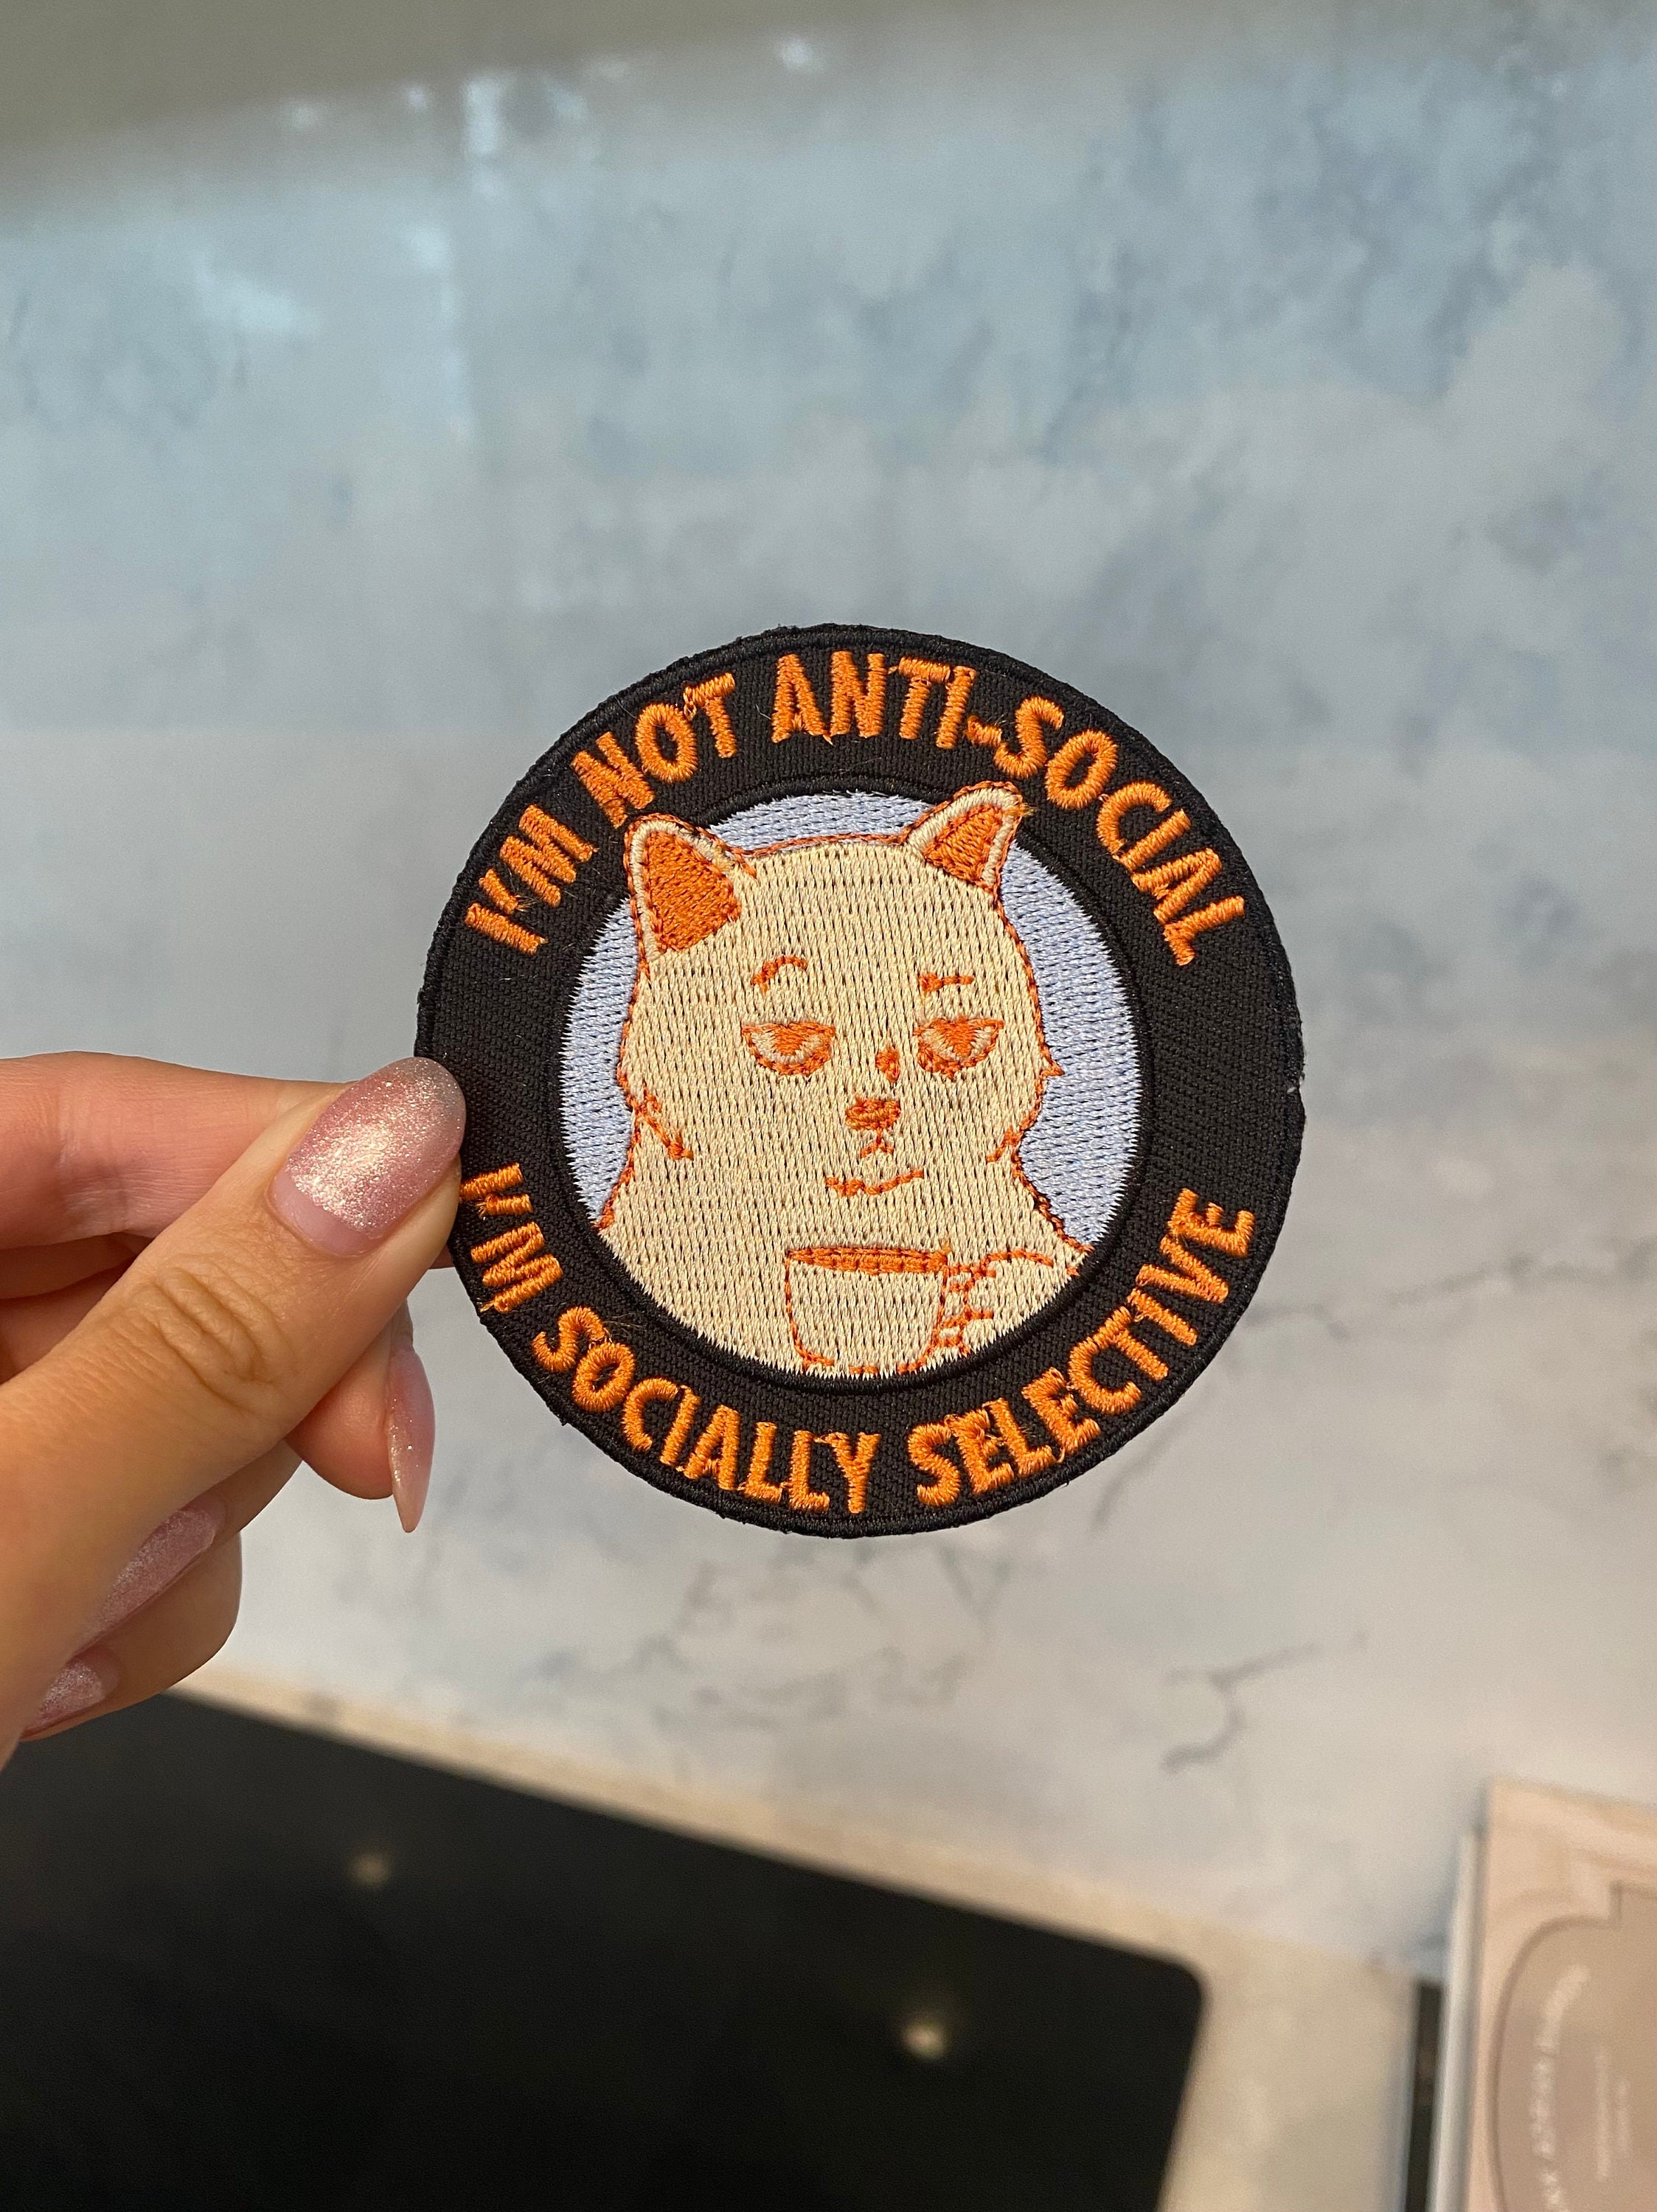 I'M NOT ANTI-SOCIAL
I'M SOCIALLY SELECTIVE